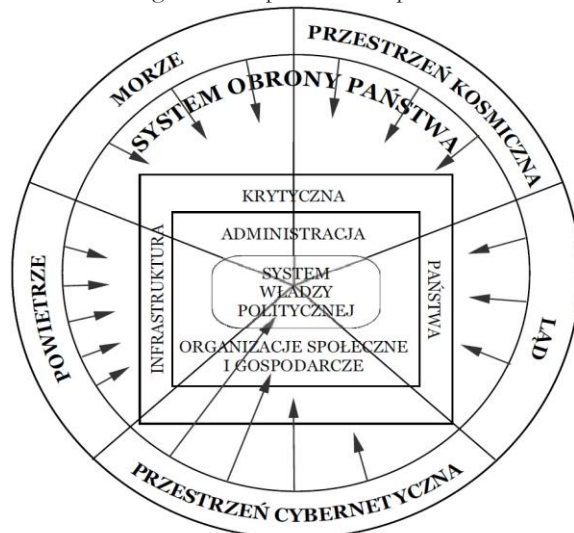 MORZE
PRZESTRZEŃ KOSMICZNA
SYSTEM OBRONY PAŃSTWA
KRYTYCZNA
ADMINISTRACJA
INFRASTRUKTURA
PAŃSTWA
SYSTEM
WŁADZY
POLITYCZNEJ
ORGANIZACJE SPOŁECZNE
I GOSPODARCZE
POWIETRZE
LĄD
PRZESTRZEŃ CYBERNETYCZNA